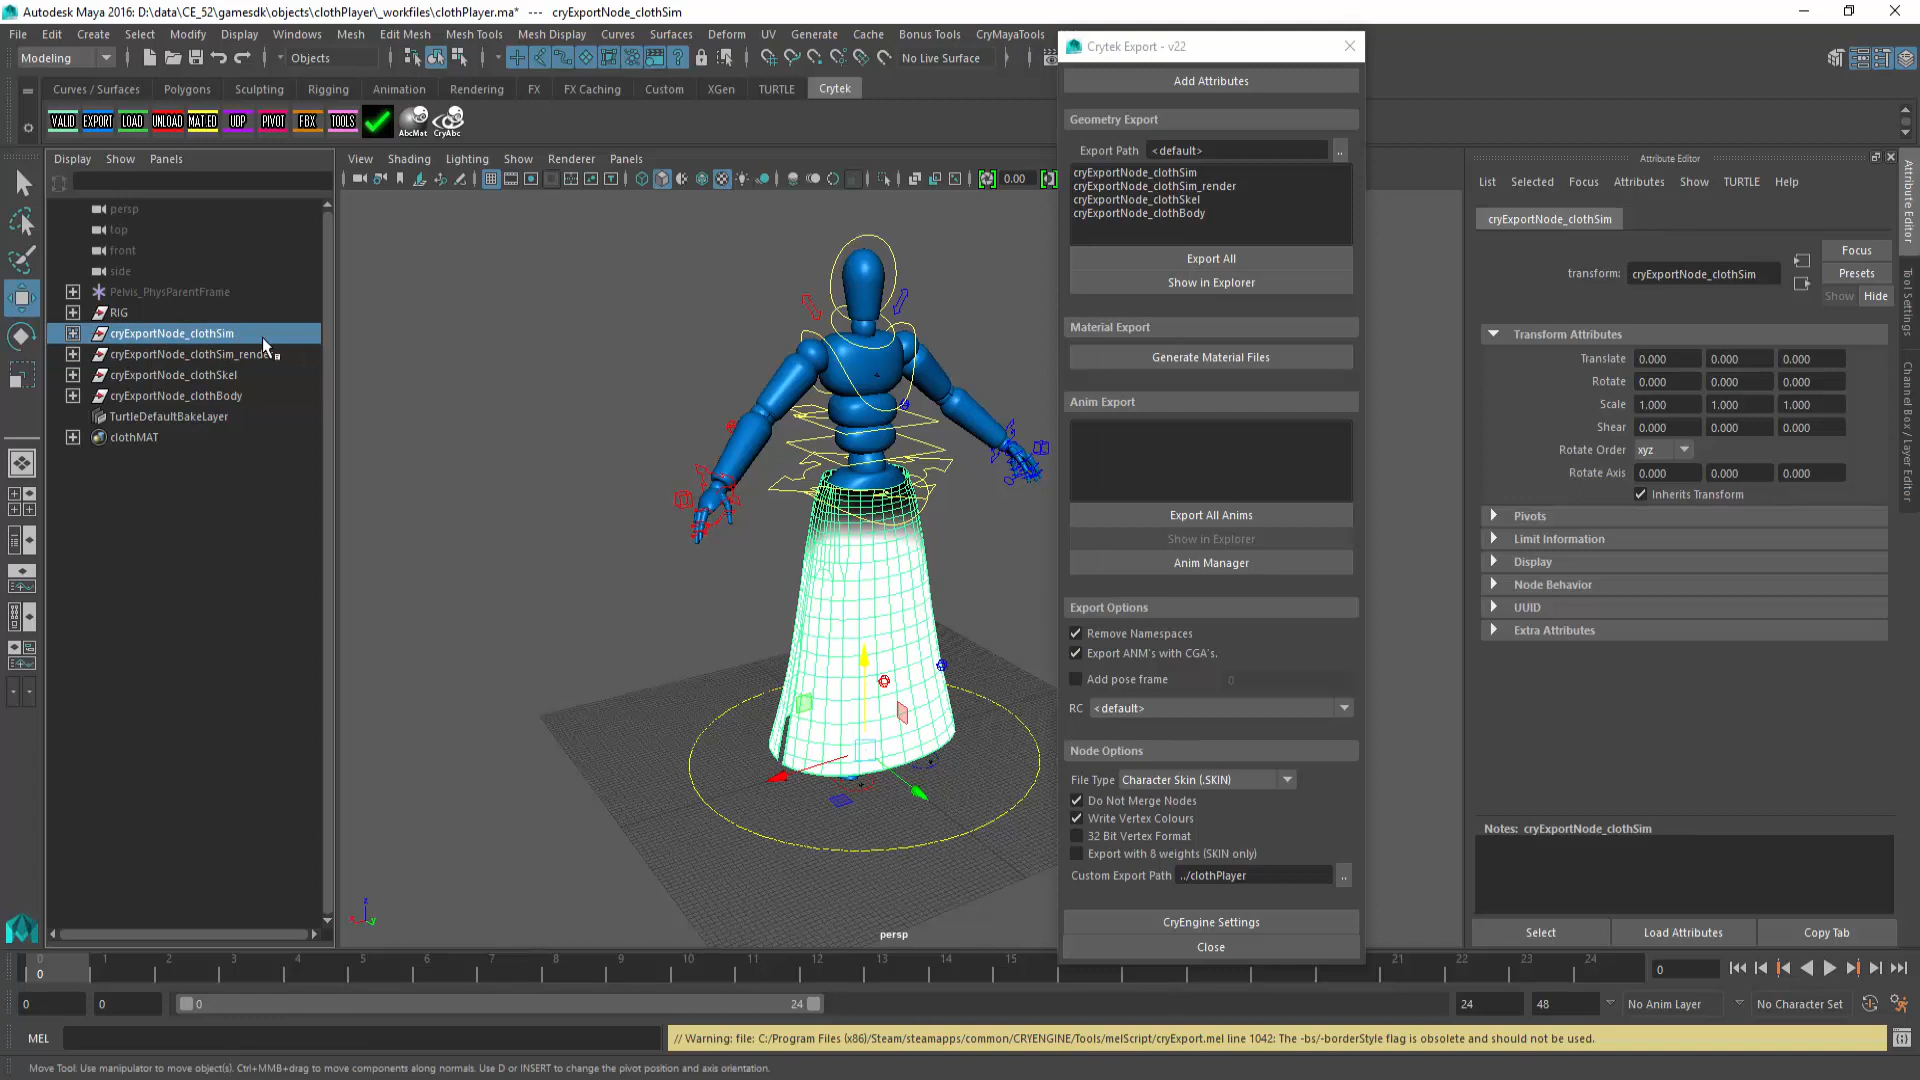 Autodesk Maya 2016: D:\data\CE_52\gamesdk\objects\clothPlayer\_workfiles\clothPlayer.ma* --- cryExportNode_clothSim
File Edit Create Select Modify Display Windows Mesh Edit Mesh Mesh Tools Mesh Display Curves Surfaces Deform UV Generate Cache Bonus Tools CryMayaTools
Modeling Objects No Live Surface
Curves / Surfaces Polygons Sculpting Rigging Animation Rendering FX FX Caching Custom XGen TURTLE Crytek
VALID EXPORT LOAD UNLOAD MAT.ED UDP PIVOT FBX TOOLS AbcMat CryAbc
Display Show Panels
persp
top
front
side
Pelvis_PhysParentFrame
RIG
cryExportNode_clothSim
cryExportNode_clothSim_render
cryExportNode_clothSkel
cryExportNode_clothBody
TurtleDefaultBakeLayer
clothMAT
View Shading Lighting Show Renderer Panels
0.00
persp
Crytek Export - v22
Add Attributes
Geometry Export
Export Path <default> ..
cryExportNode_clothSim
cryExportNode_clothSim_render
cryExportNode_clothSkel
cryExportNode_clothBody
Export All
Show in Explorer
Material Export
Generate Material Files
Anim Export
Export All Anims
Show in Explorer
Anim Manager
Export Options
Remove Namespaces
Export ANM's with CGA's.
Add pose frame 0
RC <default>
Node Options
File Type Character Skin (.SKIN)
Do Not Merge Nodes
Write Vertex Colours
32 Bit Vertex Format
Export with 8 weights (SKIN only)
Custom Export Path ../clothPlayer ..
CryEngine Settings
Close
Attribute Editor
List Selected Focus Attributes Show TURTLE Help
cryExportNode_clothSim
Focus
transform: cryExportNode_clothSim Presets
Show Hide
Transform Attributes
Translate 0.000 0.000 0.000
Rotate 0.000 0.000 0.000
Scale 1.000 1.000 1.000
Shear 0.000 0.000 0.000
Rotate Order xyz
Rotate Axis 0.000 0.000 0.000
Inherits Transform
Pivots
Limit Information
Display
Node Behavior
UUID
Extra Attributes
Notes: cryExportNode_clothSim
Select Load Attributes Copy Tab
Attribute Editor
Tool Settings
Channel Box / Layer Editor
0 1 2 3 4 5 6 7 8 9 10 11 12 13 14 15 21 22 23 24
0 0
0 0 0 24 24 48 No Anim Layer No Character Set
MEL // Warning: file: C:/Program Files (x86)/Steam/steamapps/common/CRYENGINE/Tools/melScript/cryExport.mel line 1042: The -bs/-borderStyle flag is obsolete and should not be used.
Move Tool: Use manipulator to move object(s). Ctrl+MMB+drag to move components along normals. Use D or INSERT to change the pivot position and axis orientation.